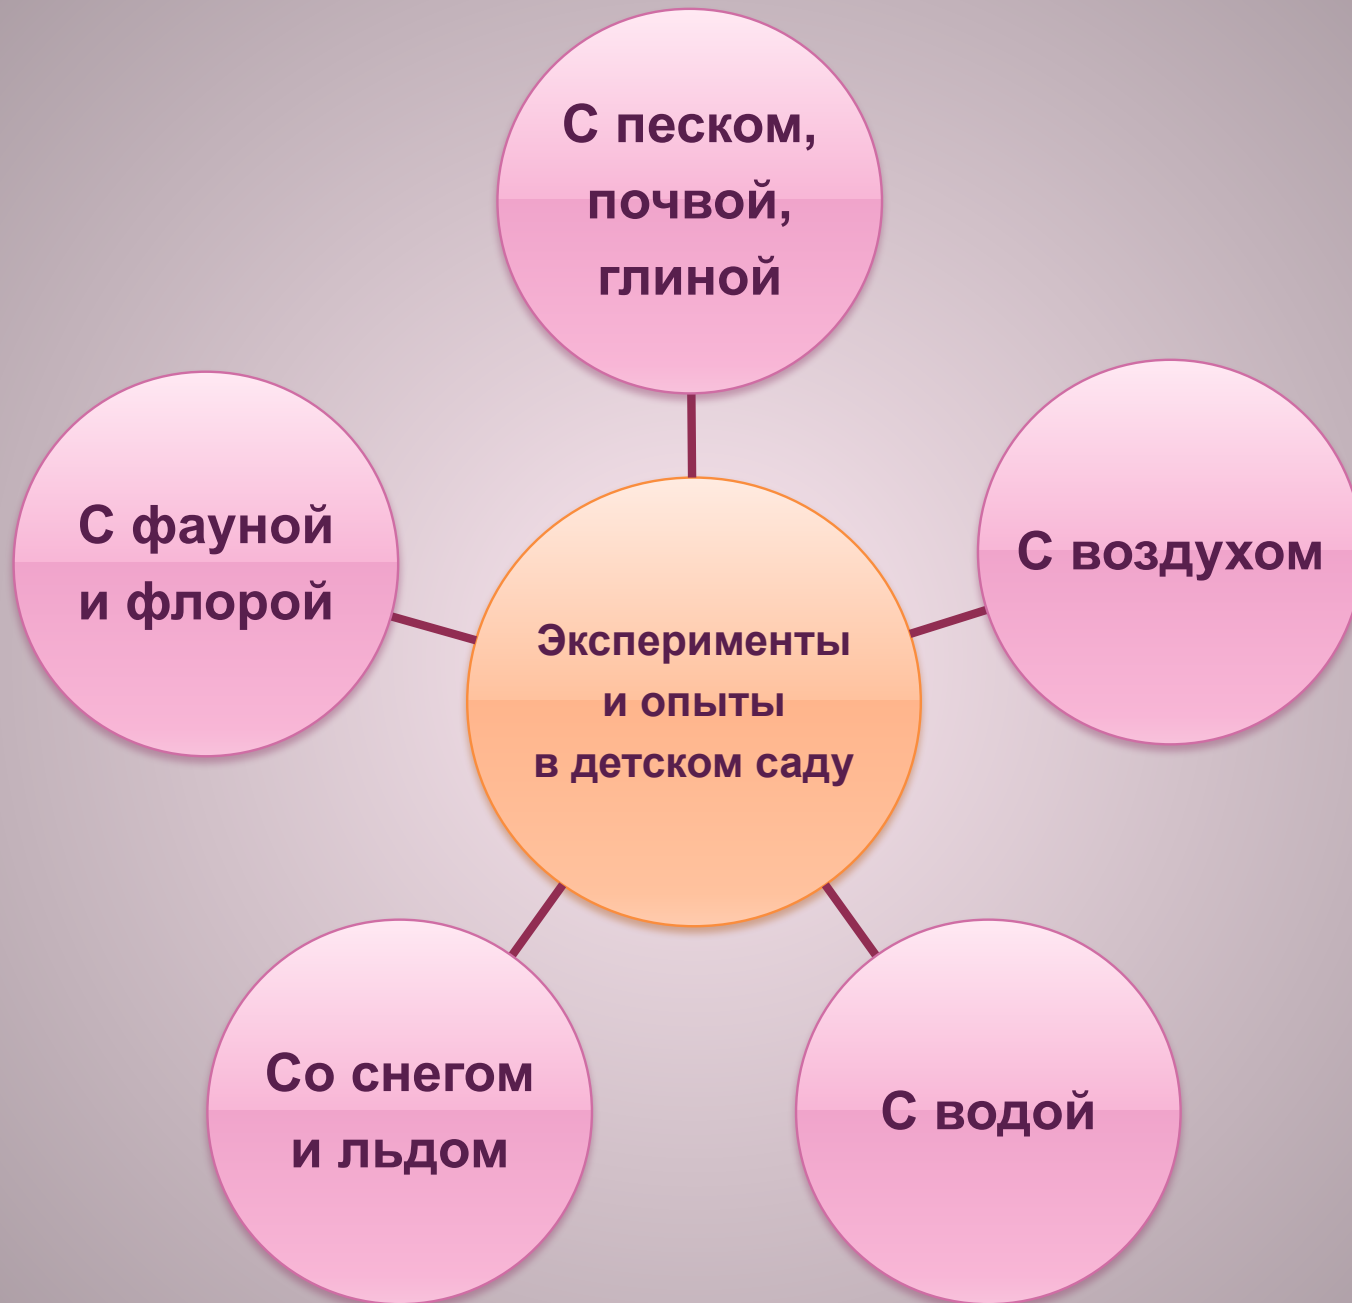 С песком,
почвой,
глиной
С фауной
и флорой
С воздухом
Эксперименты
и опыты
в детском саду
Со снегом
и льдом
С водой